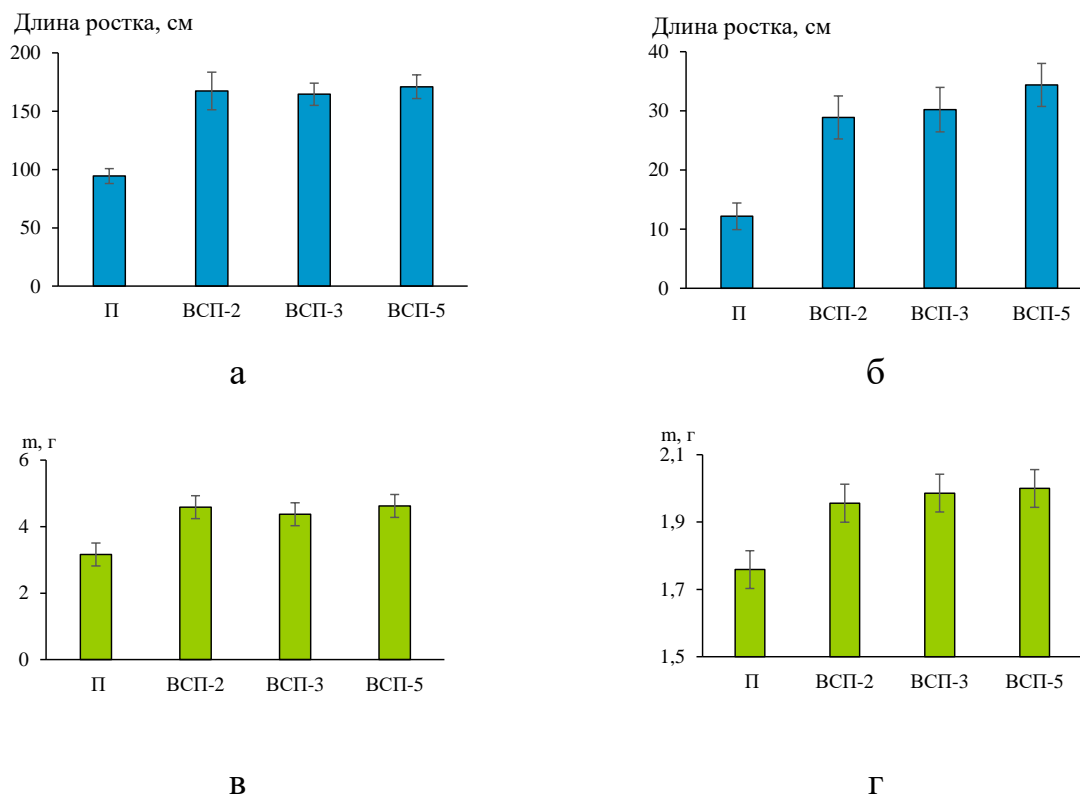 Длина ростка, см
200
150
100
50
0
П ВСП-2 ВСП-3 ВСП-5
а
Длина ростка, см
40
30
20
10
0
П ВСП-2 ВСП-3 ВСП-5
б
m, г
6
4
2
0
П ВСП-2 ВСП-3 ВСП-5
в
m, г
2,1
1,9
1,7
1,5
П ВСП-2 ВСП-3 ВСП-5
г